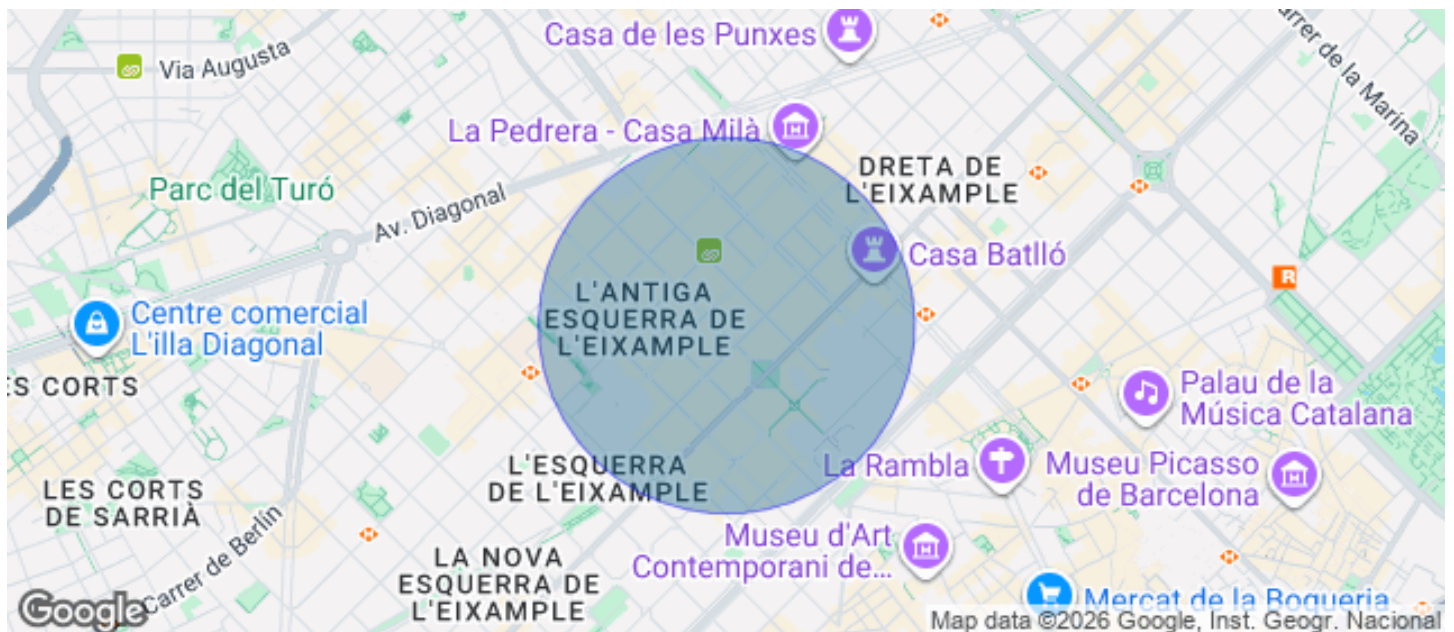 Casa de les Punxes
Via Augusta
Carrer de la Marina
La Pedrera - Casa Milà
DRETA DE
L'EIXAMPLE
Parc del Turó
Av. Diagonal
Casa Batlló
R
L'ANTIGA
ESQUERRA DE
L'EIXAMPLE
Centre comercial
L'illa Diagonal
ES CORTS
Palau de la
Música Catalana
L'ESQUERRA
DE L'EIXAMPLE
La Rambla
Museu Picasso
de Barcelona
LES CORTS
DE SARRIÀ
Carrer de Berlín
Museu d'Art
Contemporani de...
LA NOVA
ESQUERRA DE
L'EIXAMPLE
Mercat de la Boqueria
Google
Map data ©2026 Google, Inst. Geogr. Nacional